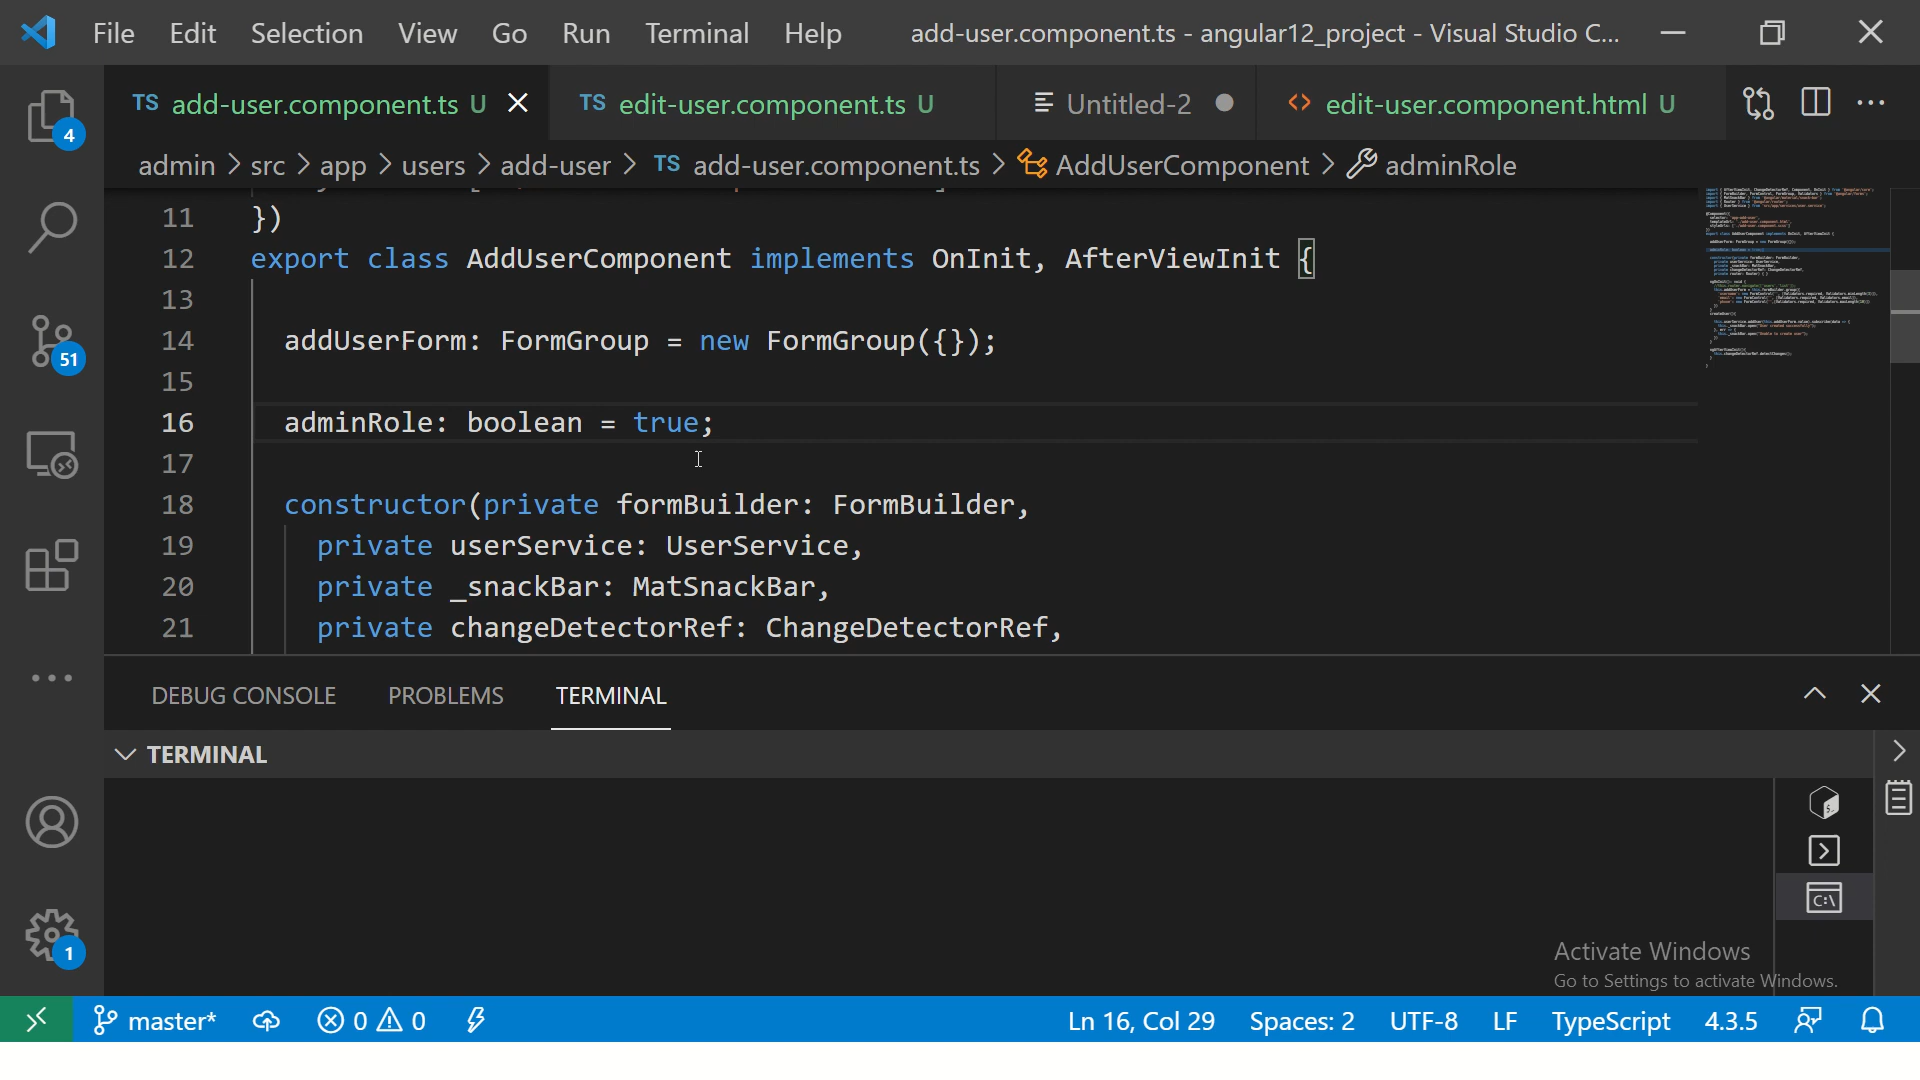 File Edit Selection View Go Run Terminal Help add-user.component.ts - angular12_project - Visual Studio C...
TS add-user.component.ts U TS edit-user.component.ts U Untitled-2 <> edit-user.component.html U
admin > src > app > users > add-user > TS add-user.component.ts > AddUserComponent > adminRole
11 })
12 export class AddUserComponent implements OnInit, AfterViewInit {
13
14 addUserForm: FormGroup = new FormGroup({});
15
16 adminRole: boolean = true;
17
18 constructor(private formBuilder: FormBuilder,
19 private userService: UserService,
20 private _snackBar: MatSnackBar,
21 private changeDetectorRef: ChangeDetectorRef,
4
51
1
DEBUG CONSOLE PROBLEMS TERMINAL
TERMINAL
C:\
Activate Windows
Go to Settings to activate Windows.
master* 0 0 Ln 16, Col 29 Spaces: 2 UTF-8 LF TypeScript 4.3.5